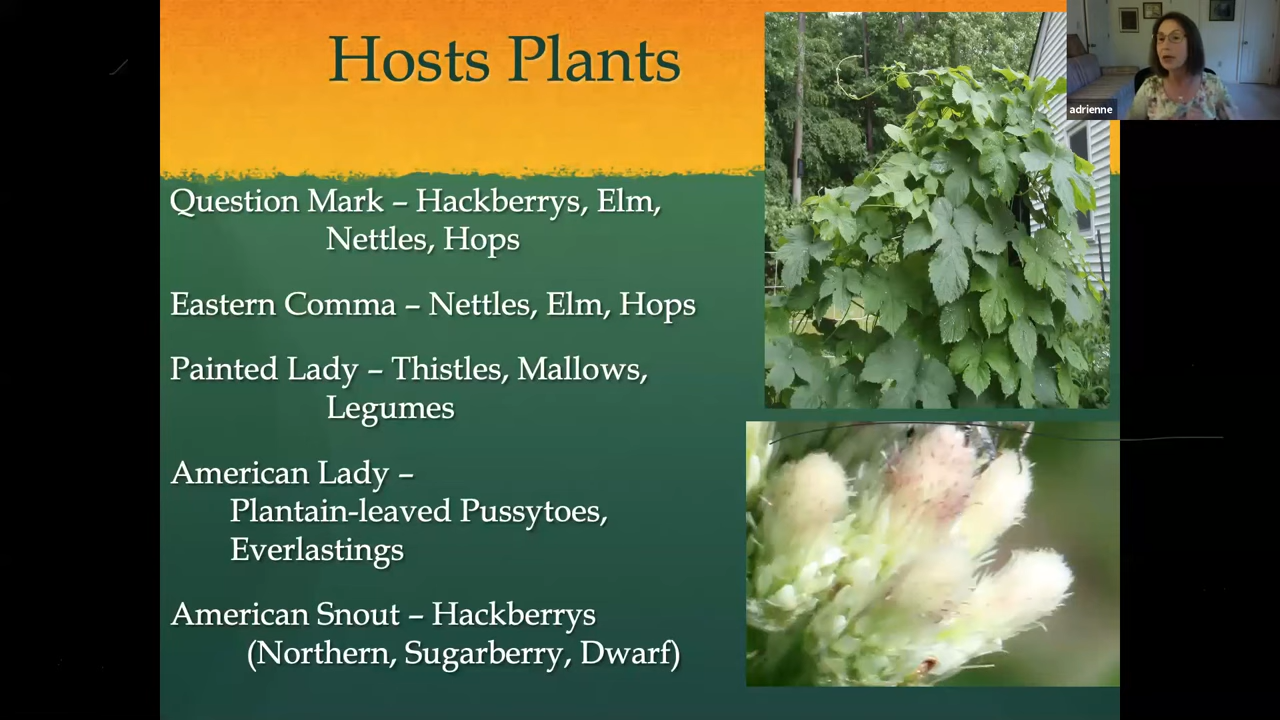 Hosts Plants
adrienne
Question Mark – Hackberrys, Elm,
Nettles, Hops
Eastern Comma – Nettles, Elm, Hops
Painted Lady – Thistles, Mallows,
Legumes
American Lady –
Plantain-leaved Pussytoes,
Everlastings
American Snout – Hackberrys
(Northern, Sugarberry, Dwarf)